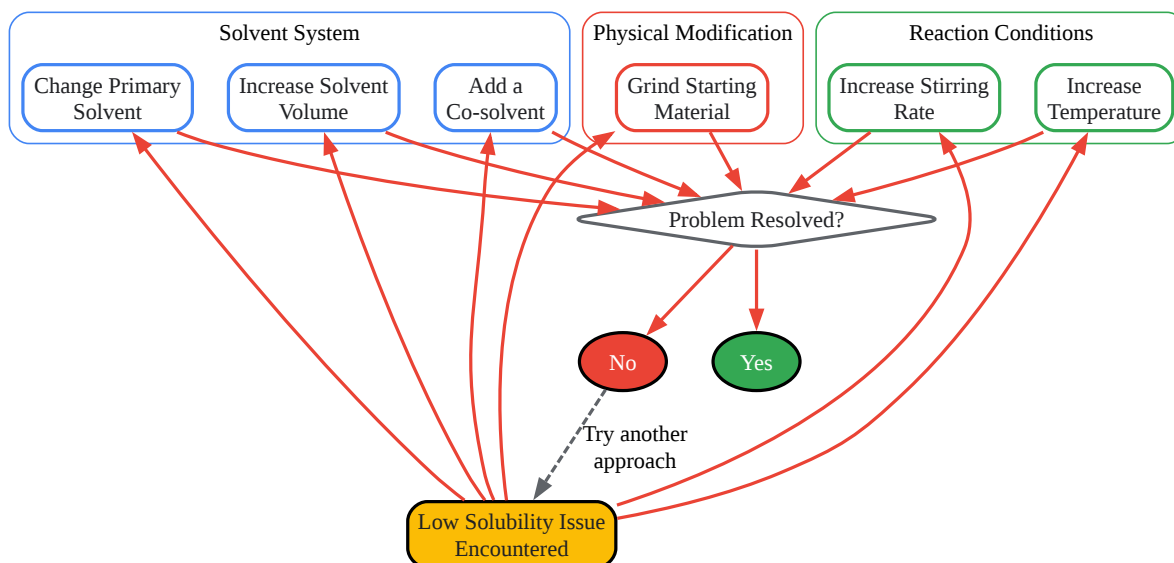 Solvent System
Physical Modification
Reaction Conditions
Change Primary
Solvent
Increase Solvent
Volume
Add a
Co-solvent
Grind Starting
Material
Increase Stirring
Rate
Increase
Temperature
Problem Resolved?
No
Yes
Try another
approach
Low Solubility Issue
Encountered